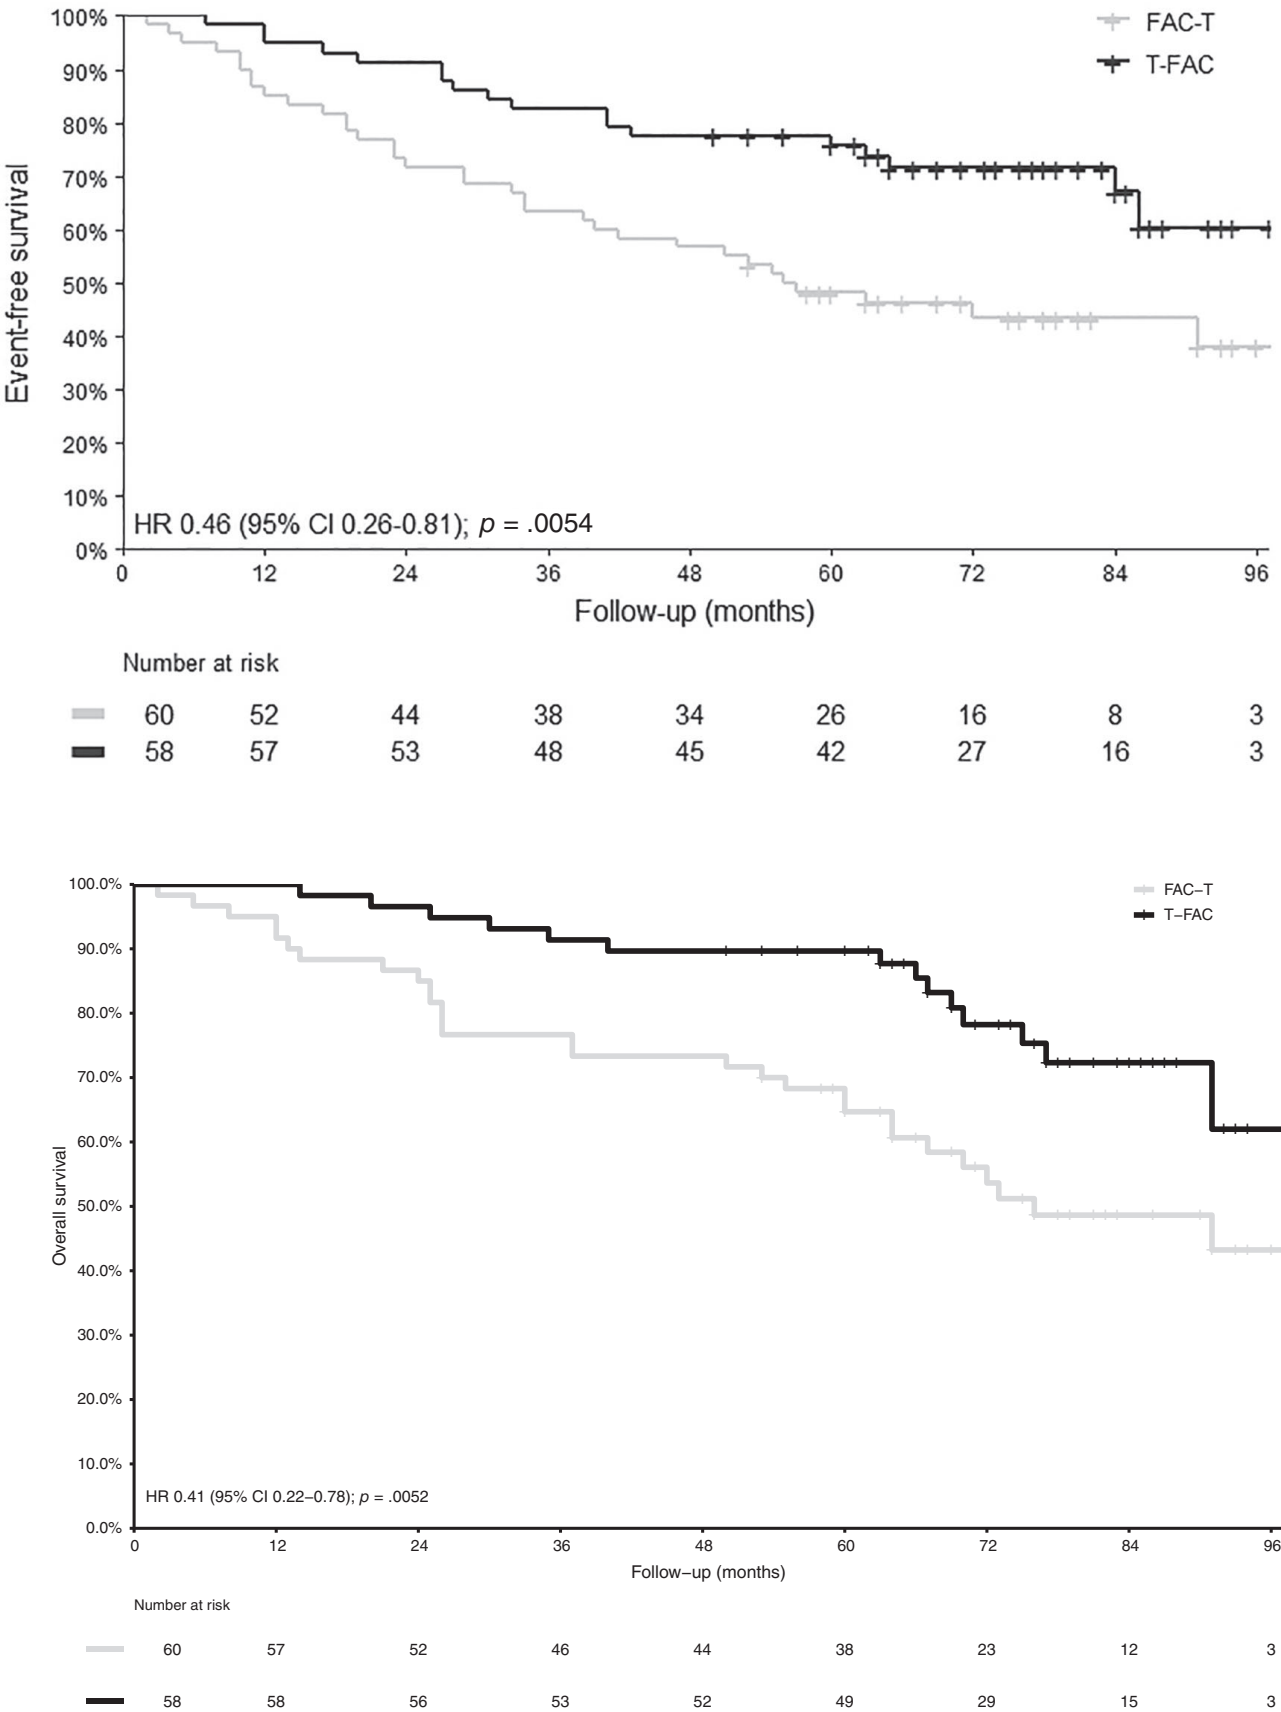 100%
FAC-T
T-FAC
90%
80%
70%
60%
50%
40%
30%
20%
10%
0%
Event-free survival
HR 0.46 (95% CI 0.26-0.81); p = .0054
0 12 24 36 48 60 72 84 96
Follow-up (months)
Number at risk
60 52 44 38 34 26 16 8 3
58 57 53 48 45 42 27 16 3
100.0%
FAC–T
T–FAC
90.0%
80.0%
70.0%
60.0%
50.0%
40.0%
30.0%
20.0%
10.0%
0.0%
Overall survival
HR 0.41 (95% CI 0.22–0.78); p = .0052
0 12 24 36 48 60 72 84 96
Follow–up (months)
Number at risk
60 57 52 46 44 38 23 12 3
58 58 56 53 52 49 29 15 3